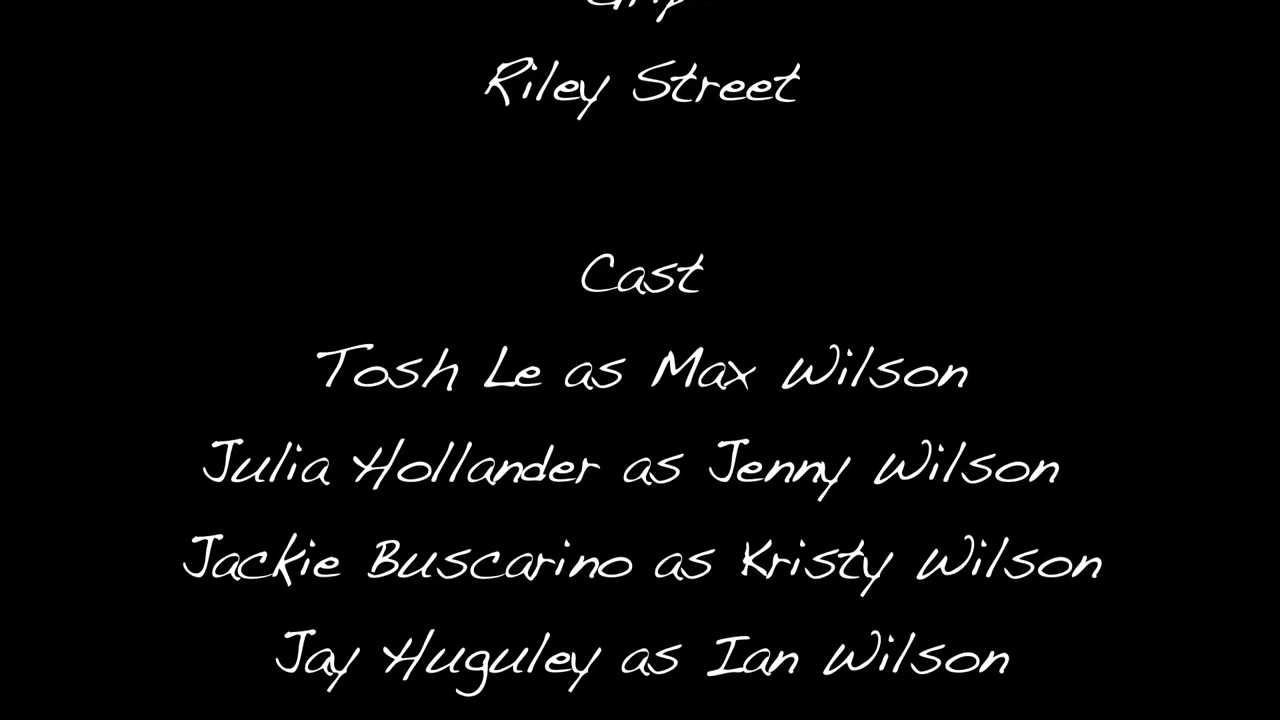 Riley Street
Cast
Tosh Le as Max Wilson
Julia Hollander as Jenny Wilson
Jackie Buscarino as Kristy Wilson
Jay Huguley as Ian Wilson